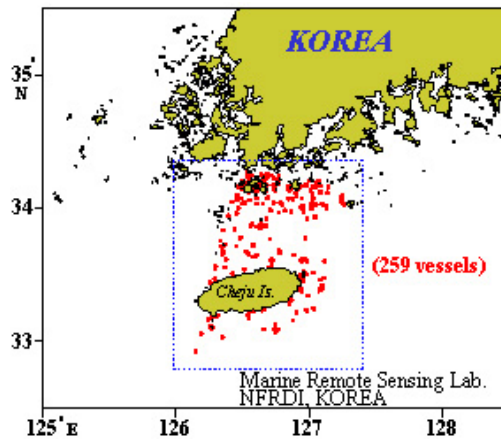 KOREA
35°
N
34
(259 vessels)
Cheju Is.
33
Marine Remote Sensing Lab.
NFRDI, KOREA
125°E 126 127 128